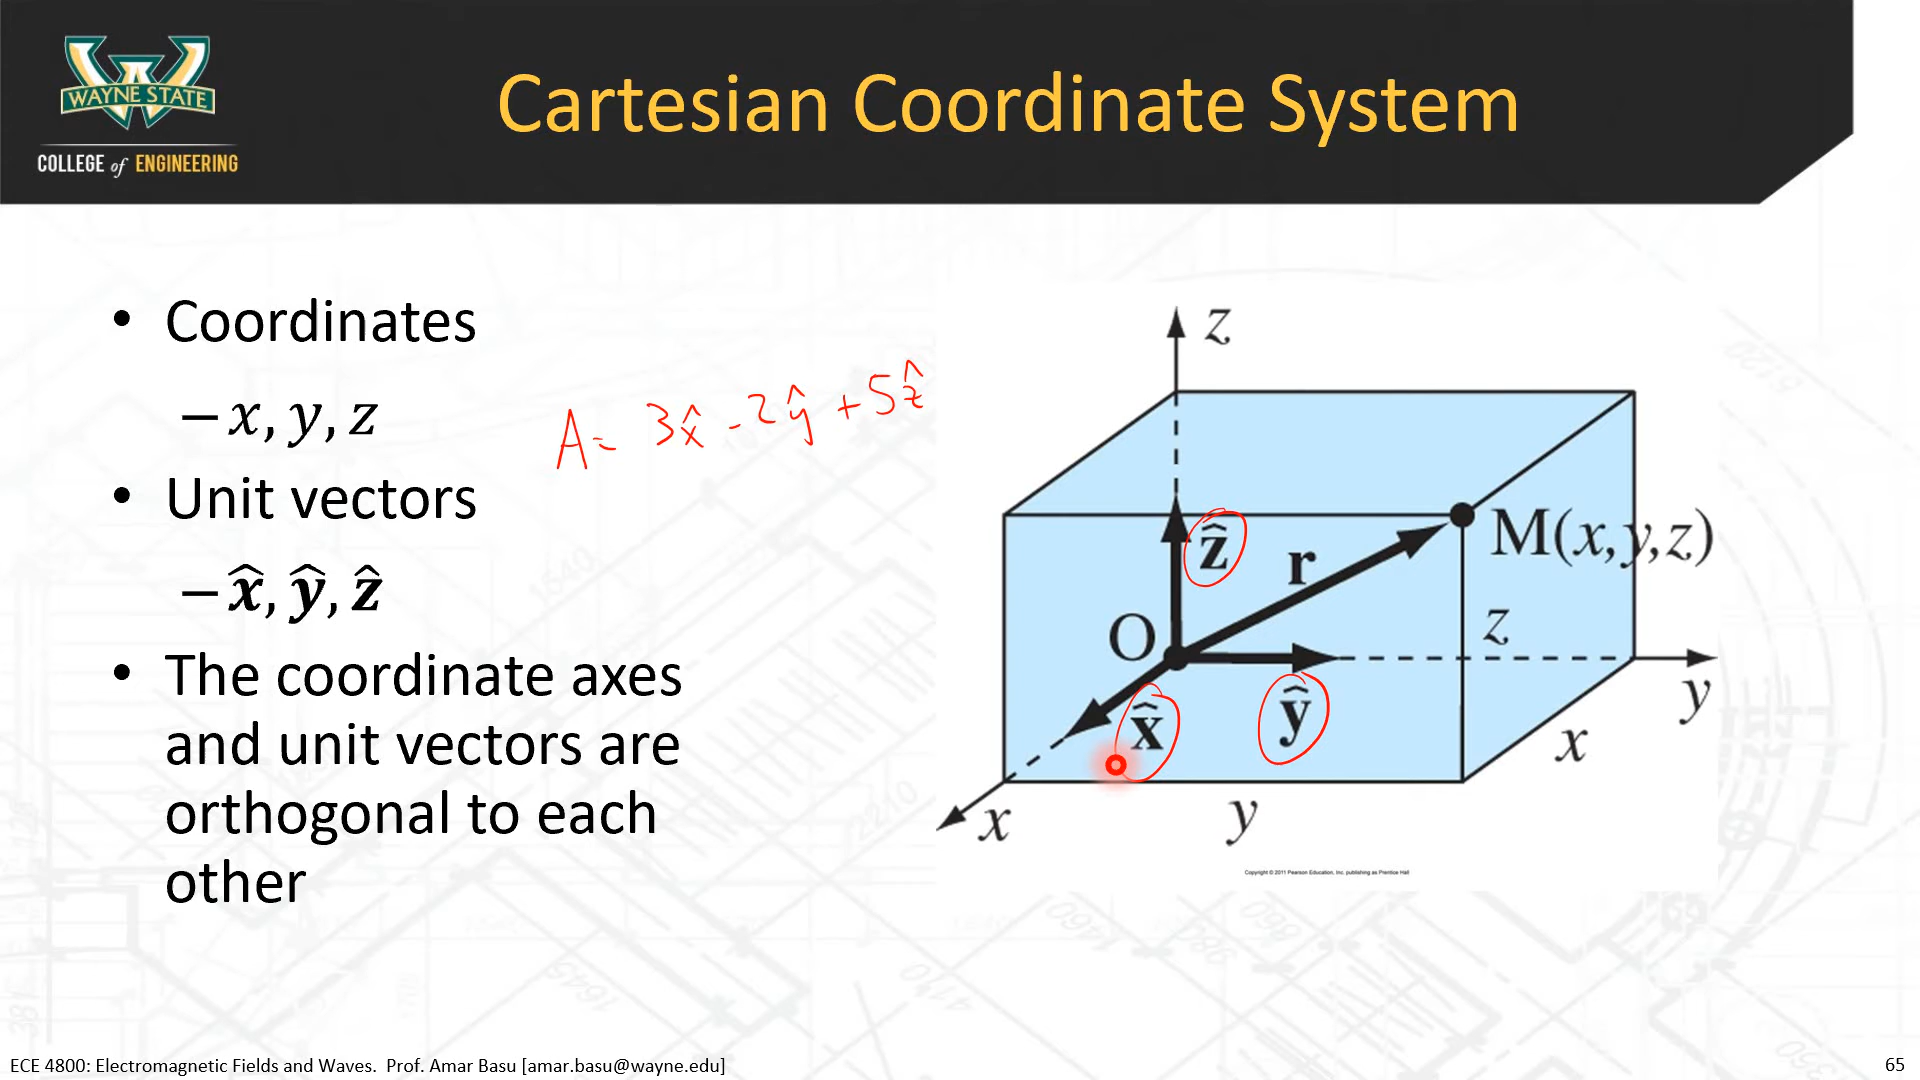 WAYNE STATE
COLLEGE of ENGINEERING
Cartesian Coordinate System
• Coordinates
– x, y, z
A = 3x̂ - 2ŷ + 5ẑ
• Unit vectors
– x̂, ŷ, ẑ
• The coordinate axes
and unit vectors are
orthogonal to each
other
z
ẑ
r
M(x,y,z)
O
z
x̂
ŷ
y
x
x
y
Copyright © 2011 Pearson Education, Inc. publishing as Prentice Hall
ECE 4800: Electromagnetic Fields and Waves. Prof. Amar Basu [amar.basu@wayne.edu]
65